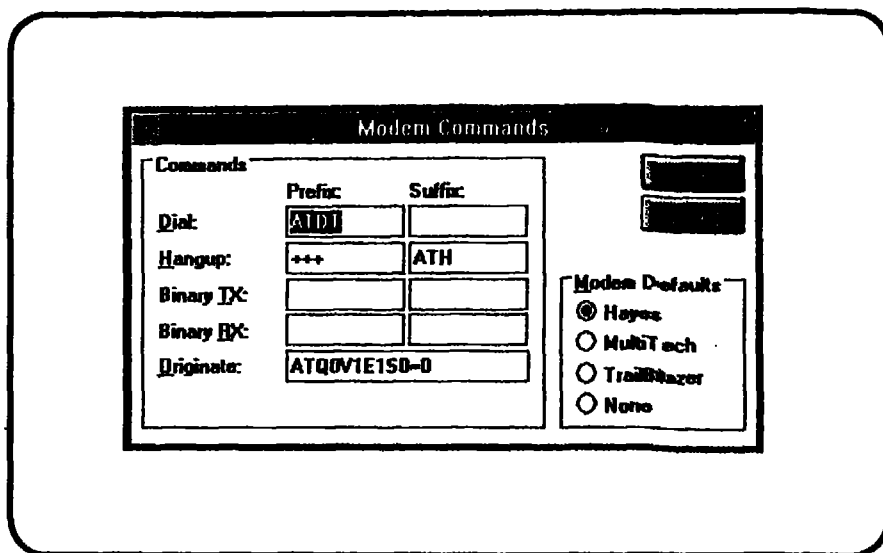 Modem Commands
Commands
Prefix: Suffix:
Dial: ATDT
Hangup: +++ ATH
Binary TX:
Binary RX:
Originate: ATQ0V1E1S0=0
Modem Defaults
Hayes
MultiTech
TrailBlazer
None